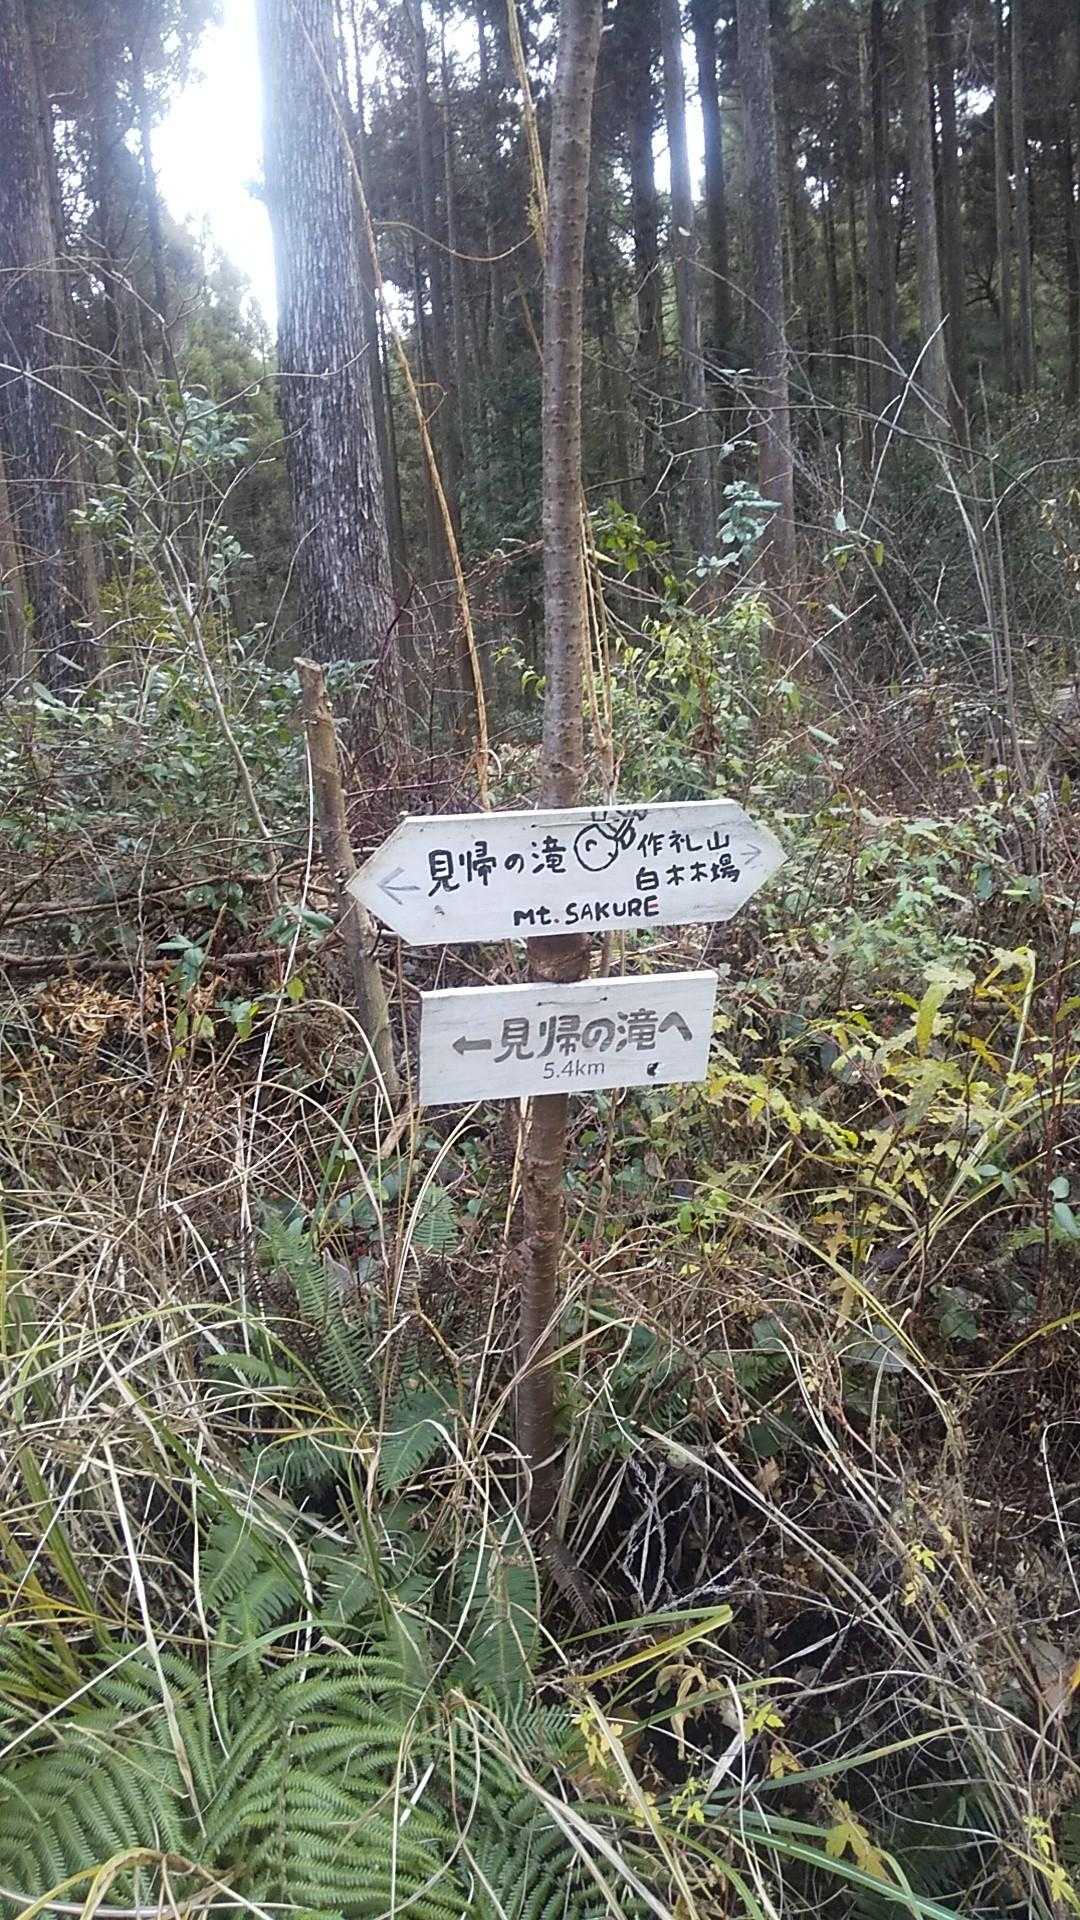 ← 見帰の滝 作礼山 →
白木木場
Mt. SAKURE
←見帰の滝へ
5.4km